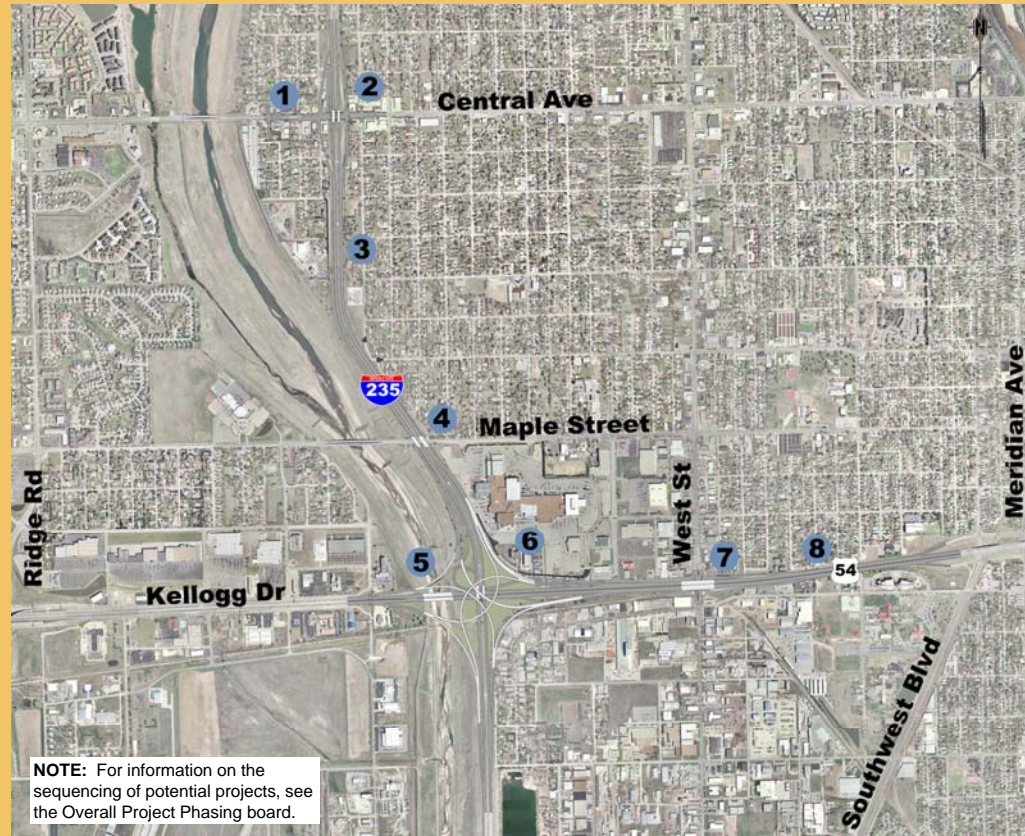 N
1
2
Central Ave
3
235
4
Maple Street
Ridge Rd
West St
Meridian Ave
5
6
7
8
54
Kellogg Dr
Southwest Blvd
NOTE: For information on the
sequencing of potential projects, see
the Overall Project Phasing board.